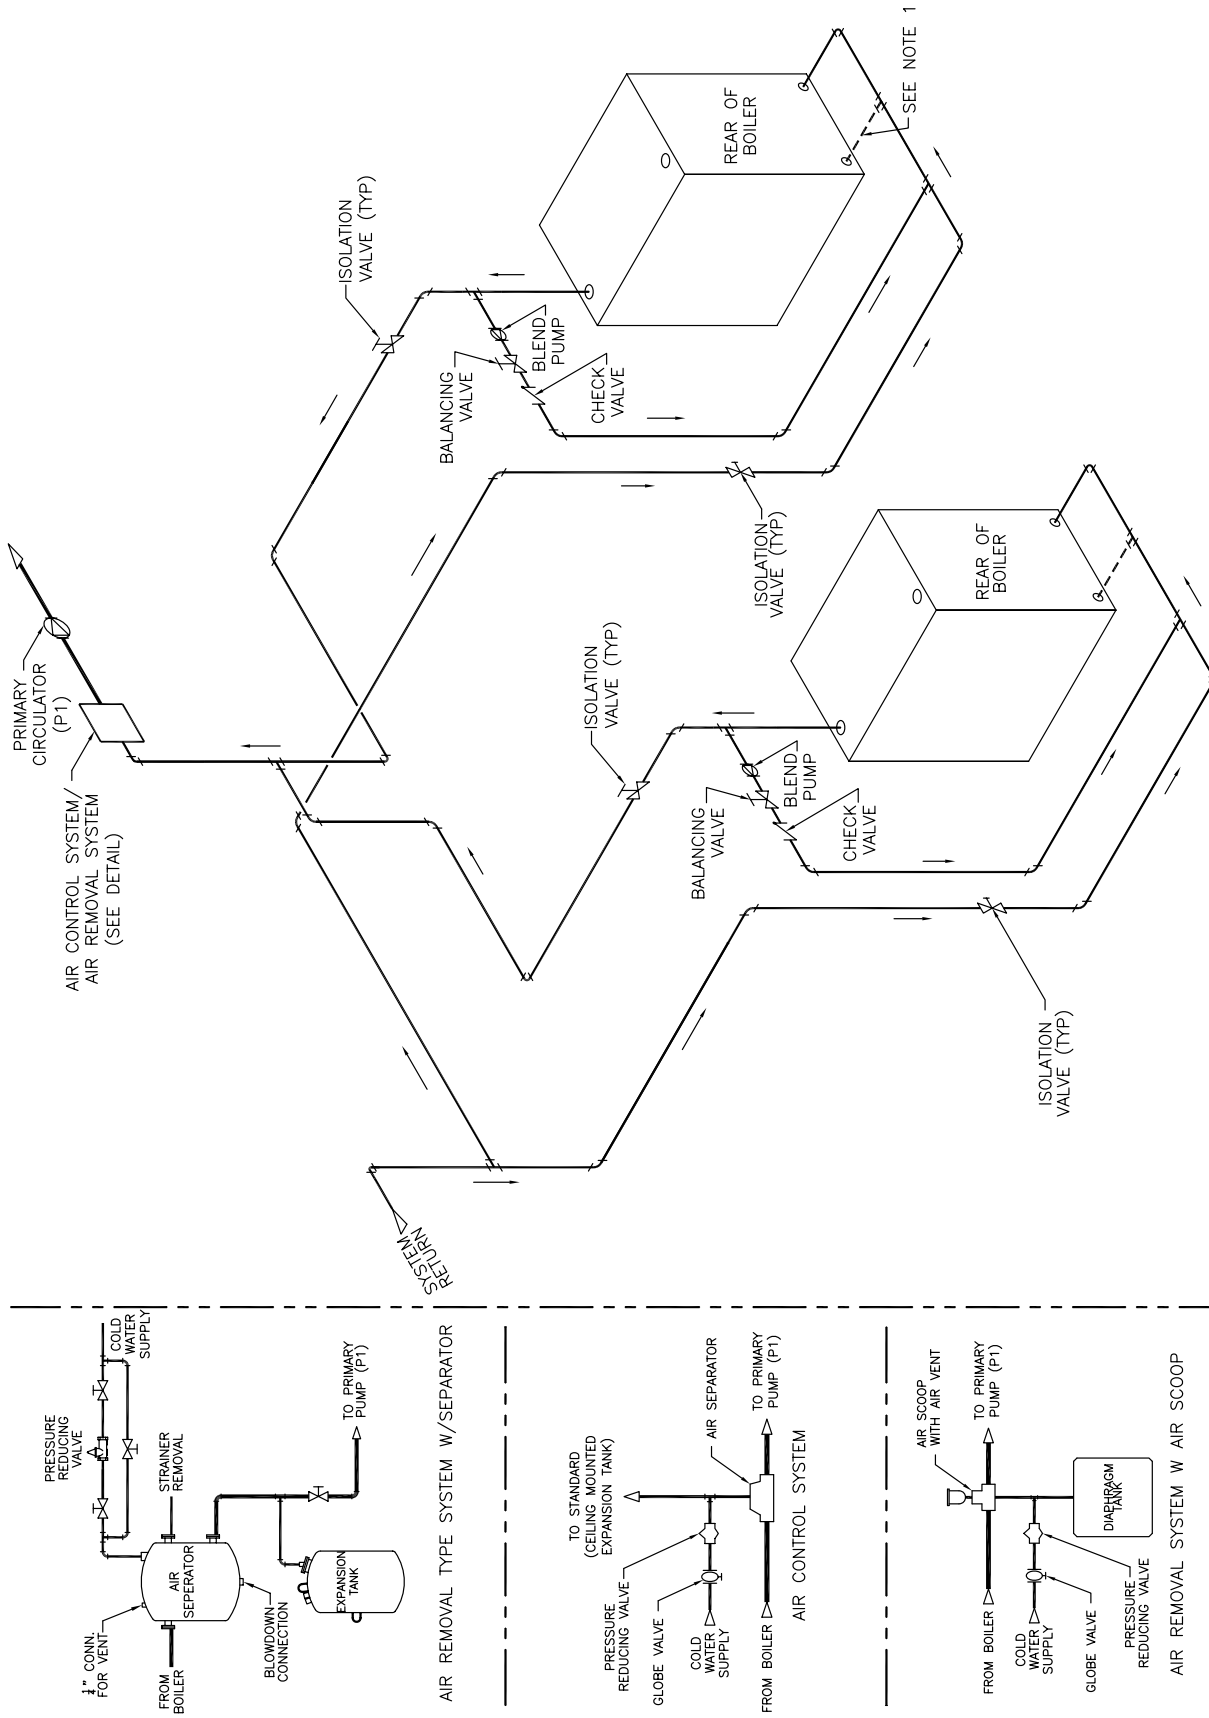 PRIMARY
CIRCULATOR
(P1)
AIR CONTROL SYSTEM/
AIR REMOVAL SYSTEM
(SEE DETAIL)
ISOLATION
VALVE (TYP)
BALANCING
VALVE
BLEND
PUMP
CHECK
VALVE
REAR OF
BOILER
SEE NOTE 1
ISOLATION
VALVE (TYP)
ISOLATION
VALVE (TYP)
BALANCING
VALVE
BLEND
PUMP
CHECK
VALVE
REAR OF
BOILER
ISOLATION
VALVE (TYP)
SYSTEM
RETURN
PRESSURE
REDUCING
VALVE
COLD
WATER
SUPPLY
STRAINER
REMOVAL
1" CONN.
FOR VENT
AIR
SEPERATOR
FROM
BOILER
BLOWDOWN
CONNECTION
EXPANSION
TANK
TO PRIMARY
PUMP (P1)
AIR REMOVAL TYPE SYSTEM W/SEPARATOR
TO STANDARD
(CEILING MOUNTED
EXPANSION TANK)
AIR SEPARATOR
PRESSURE
REDUCING VALVE
GLOBE VALVE
COLD
WATER
SUPPLY
FROM BOILER
TO PRIMARY
PUMP (P1)
AIR CONTROL SYSTEM
AIR SCOOP
WITH AIR VENT
TO PRIMARY
PUMP (P1)
FROM BOILER
COLD
WATER
SUPPLY
GLOBE VALVE
PRESSURE
REDUCING VALVE
DIAPHRAGM
TANK
AIR REMOVAL SYSTEM W AIR SCOOP